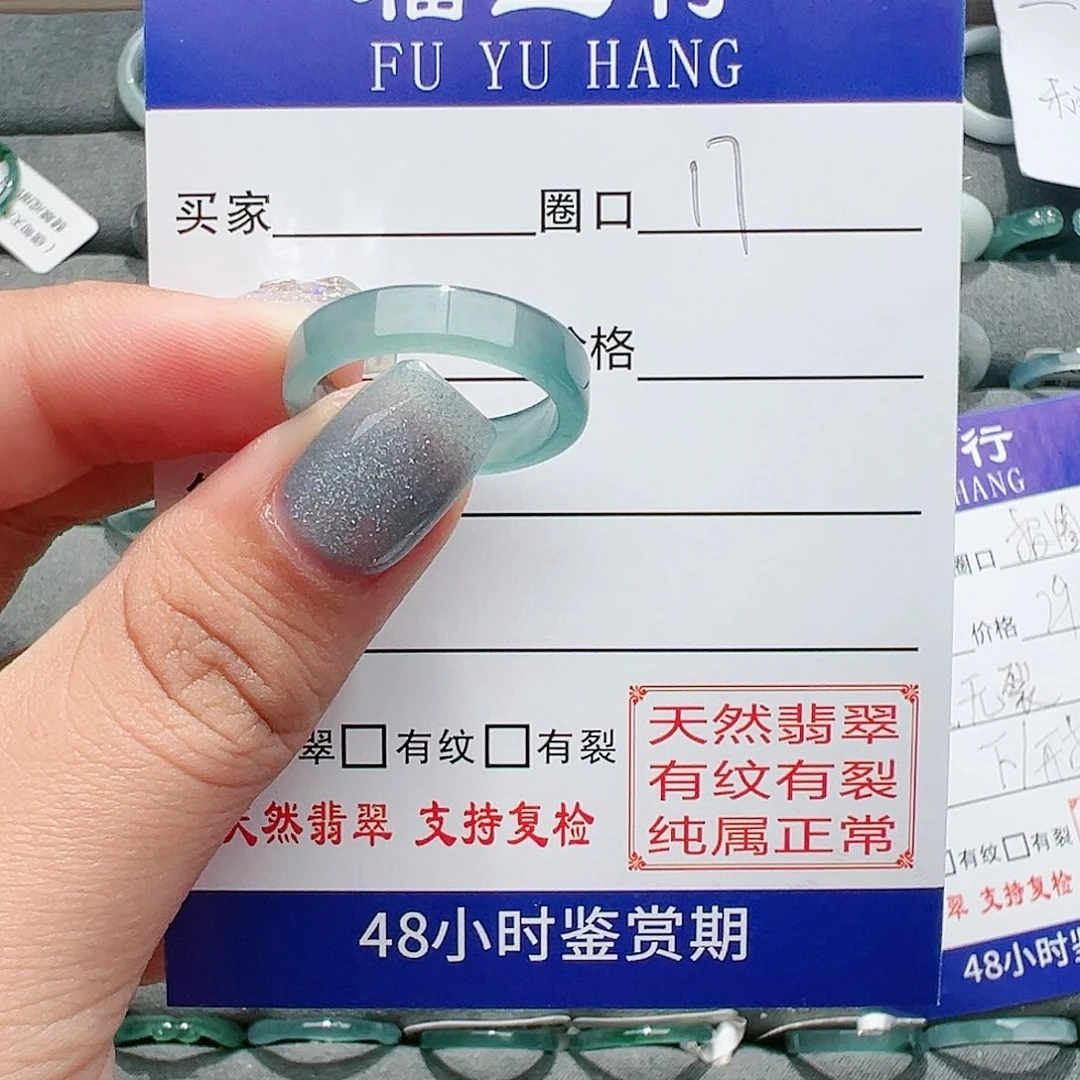 FU YU HANG
买家 圈口 17
格
翠 有纹 有裂
天然翡翠 支持复检
天然翡翠
有纹有裂
纯属正常
48小时鉴赏期
行
HANG
圈口
价格
无裂
有纹 有裂
翠 支持复检
48小时